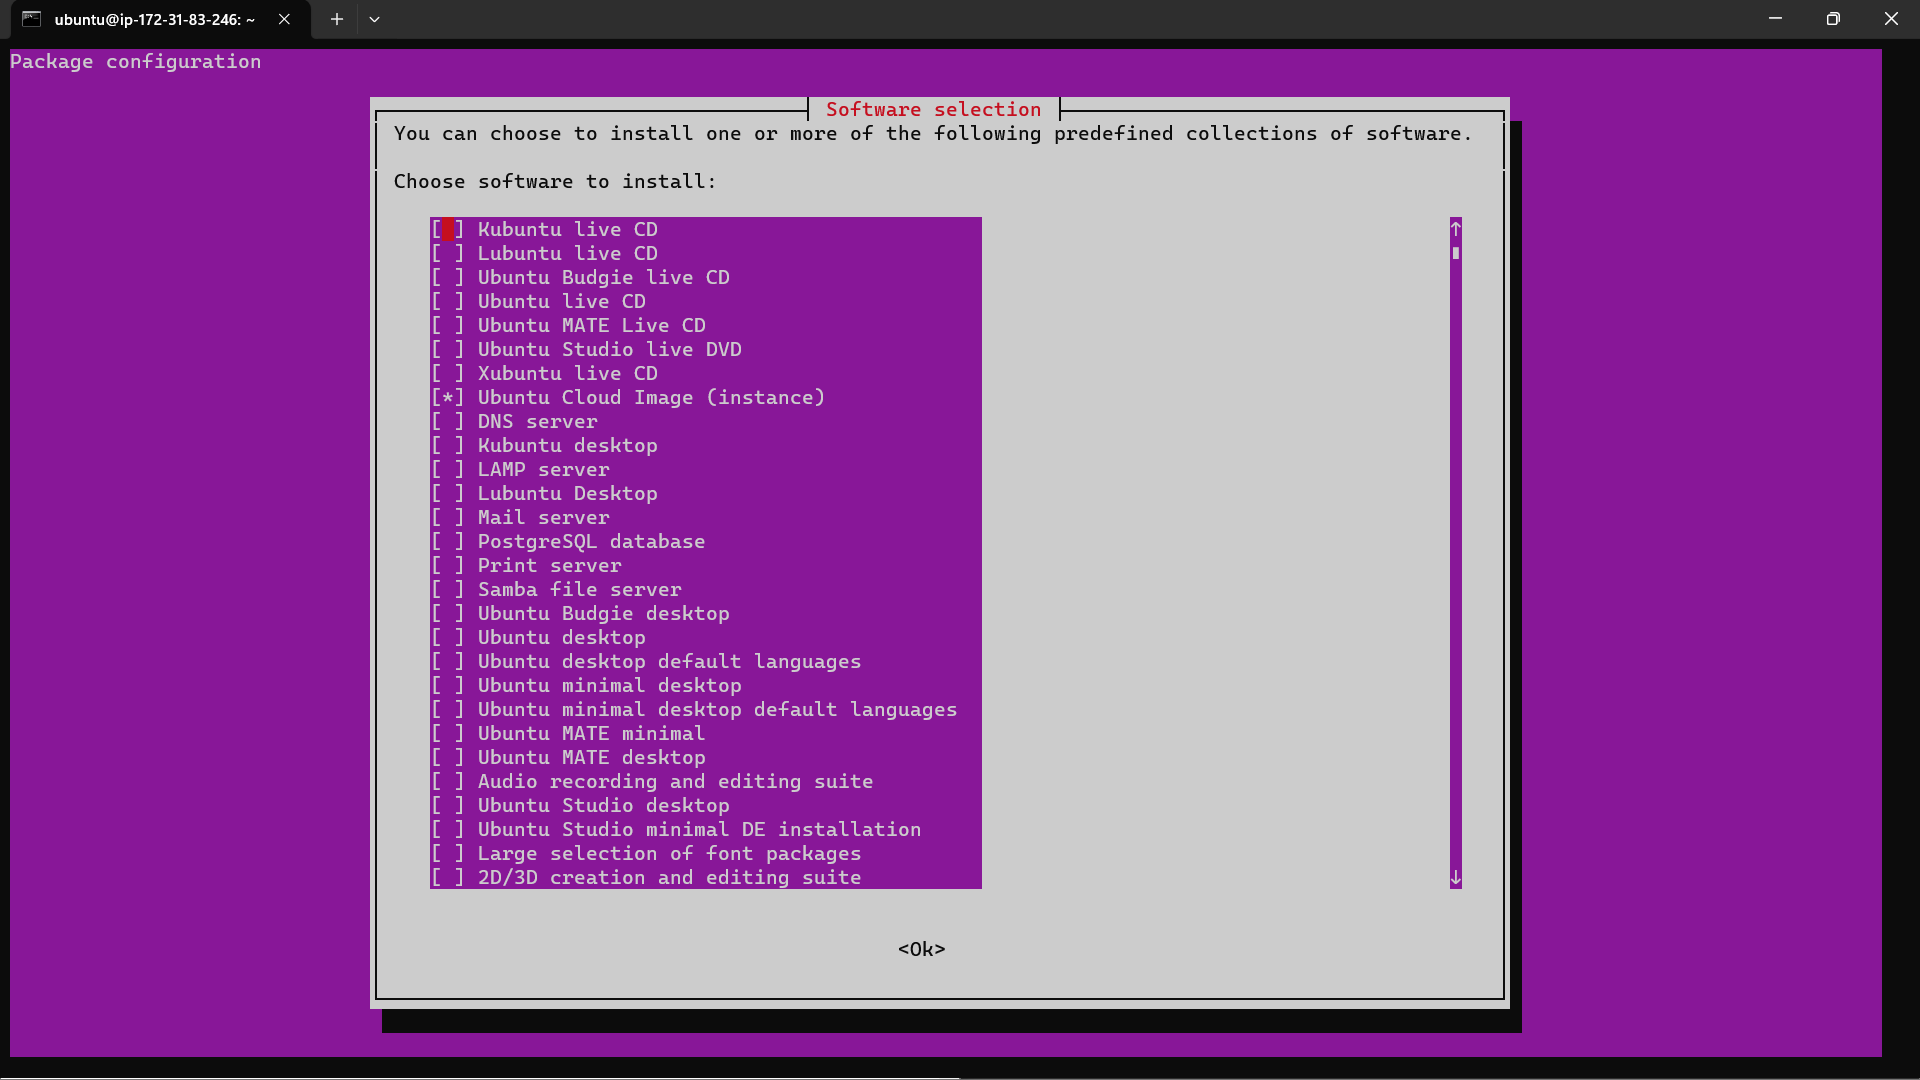 ubuntu@ip-172-31-83-246: ~
Package configuration
Software selection
You can choose to install one or more of the following predefined collections of software.
Choose software to install:
[ ] Kubuntu live CD
[ ] Lubuntu live CD
[ ] Ubuntu Budgie live CD
[ ] Ubuntu live CD
[ ] Ubuntu MATE Live CD
[ ] Ubuntu Studio live DVD
[ ] Xubuntu live CD
[*] Ubuntu Cloud Image (instance)
[ ] DNS server
[ ] Kubuntu desktop
[ ] LAMP server
[ ] Lubuntu Desktop
[ ] Mail server
[ ] PostgreSQL database
[ ] Print server
[ ] Samba file server
[ ] Ubuntu Budgie desktop
[ ] Ubuntu desktop
[ ] Ubuntu desktop default languages
[ ] Ubuntu minimal desktop
[ ] Ubuntu minimal desktop default languages
[ ] Ubuntu MATE minimal
[ ] Ubuntu MATE desktop
[ ] Audio recording and editing suite
[ ] Ubuntu Studio desktop
[ ] Ubuntu Studio minimal DE installation
[ ] Large selection of font packages
[ ] 2D/3D creation and editing suite
<Ok>